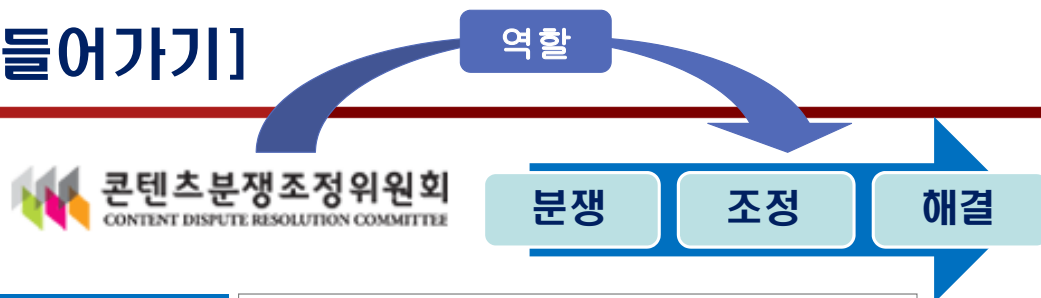 들어가기]
역할
콘텐츠분쟁조정위원회
CONTENT DISPUTE RESOLUTION COMMITTEE
분쟁
조정
해결